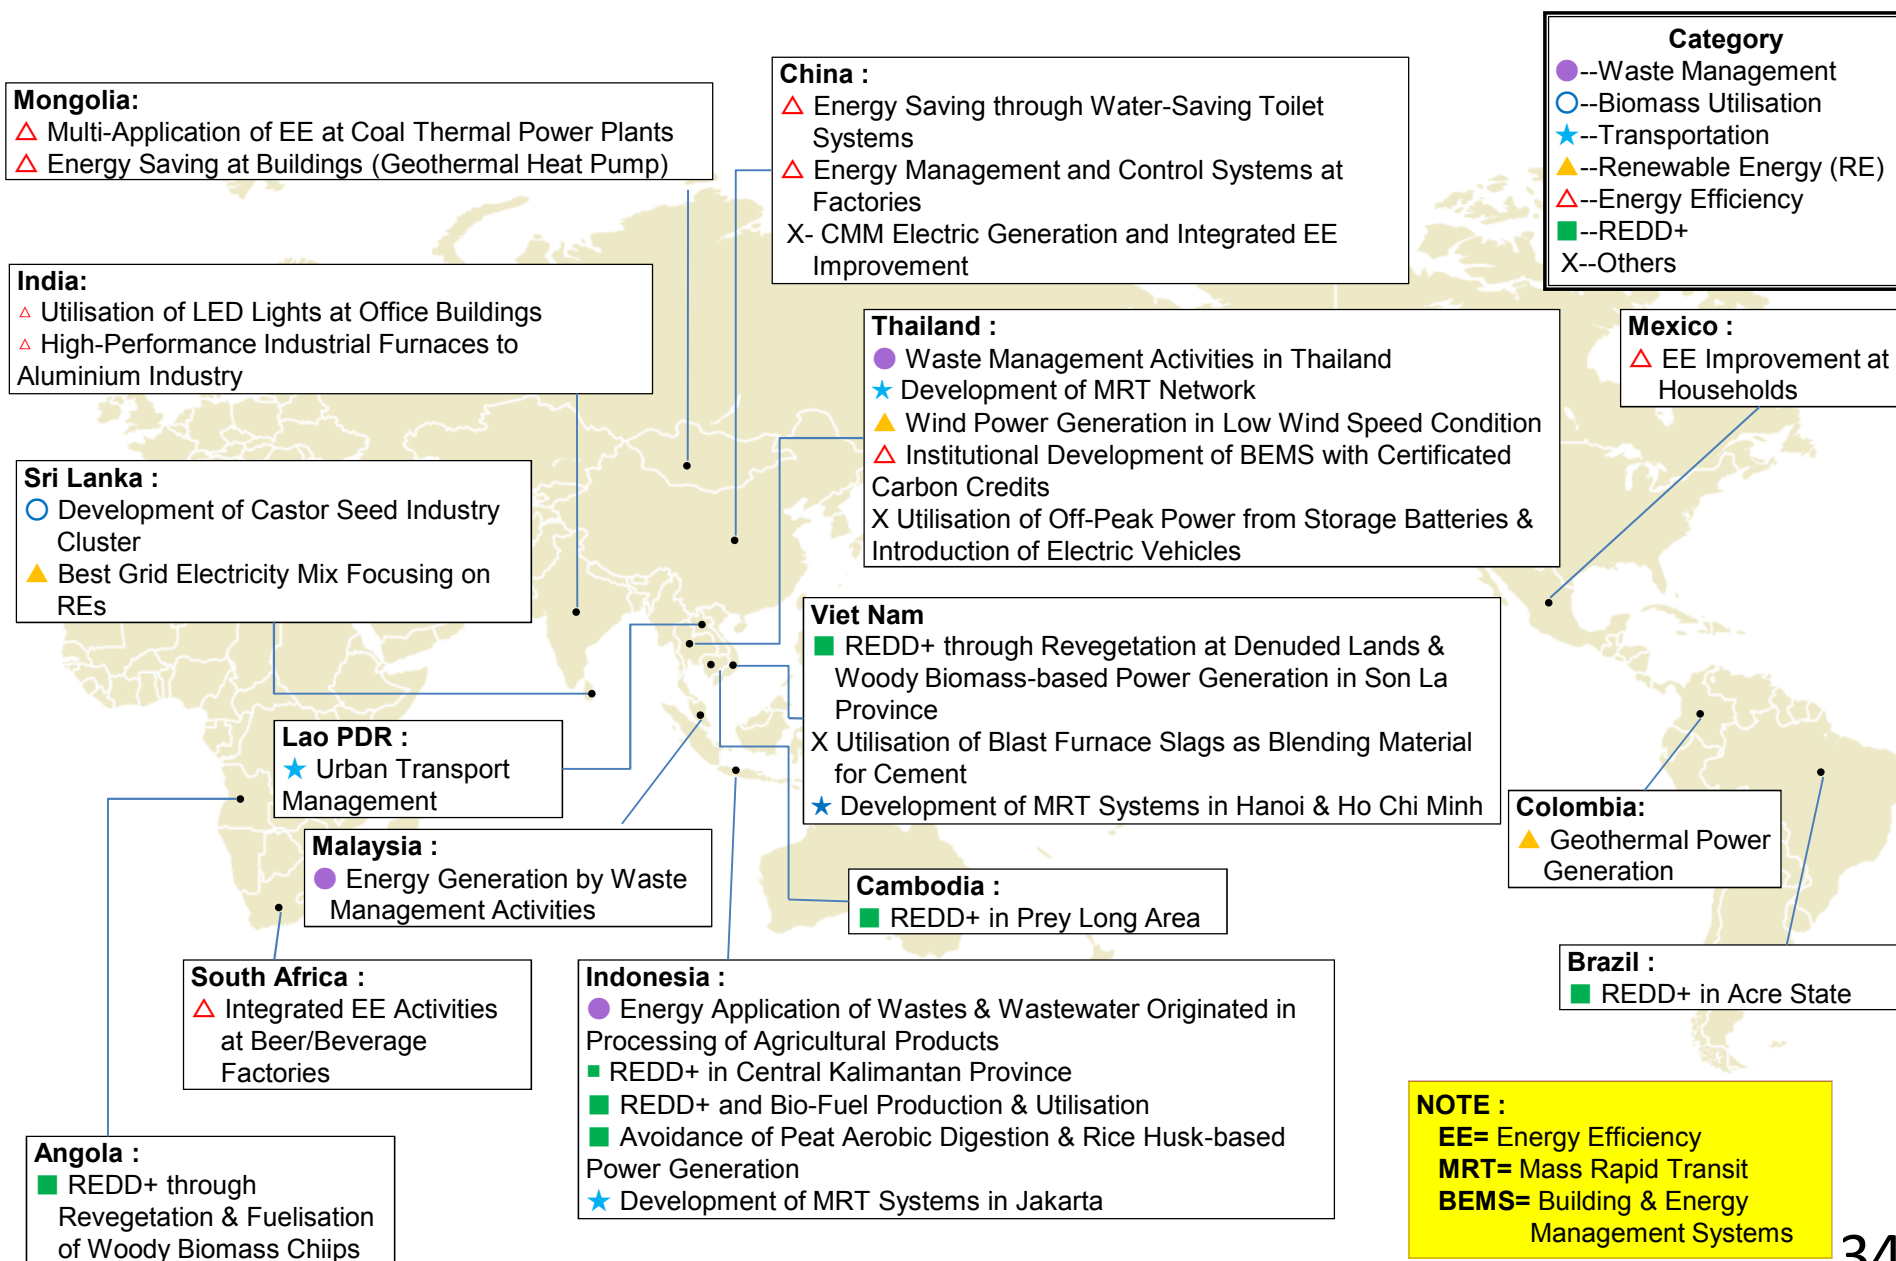 Category
--Waste Management
--Biomass Utilisation
★--Transportation
▲--Renewable Energy (RE)
△--Energy Efficiency
■--REDD+
X--Others
Mongolia:
△ Multi-Application of EE at Coal Thermal Power Plants
△ Energy Saving at Buildings (Geothermal Heat Pump)
China :
△ Energy Saving through Water-Saving Toilet
Systems
△ Energy Management and Control Systems at
Factories
X- CMM Electric Generation and Integrated EE
Improvement
India:
△ Utilisation of LED Lights at Office Buildings
△ High-Performance Industrial Furnaces to
Aluminium Industry
Thailand :
● Waste Management Activities in Thailand
★ Development of MRT Network
▲ Wind Power Generation in Low Wind Speed Condition
△ Institutional Development of BEMS with Certificated
Carbon Credits
X Utilisation of Off-Peak Power from Storage Batteries &
Introduction of Electric Vehicles
Mexico :
△ EE Improvement at
Households
Sri Lanka :
○ Development of Castor Seed Industry
Cluster
▲ Best Grid Electricity Mix Focusing on
REs
Viet Nam
■ REDD+ through Revegetation at Denuded Lands &
Woody Biomass-based Power Generation in Son La
Province
X Utilisation of Blast Furnace Slags as Blending Material
for Cement
★ Development of MRT Systems in Hanoi & Ho Chi Minh
Lao PDR :
★ Urban Transport
Management
Colombia:
▲ Geothermal Power
Generation
Malaysia :
● Energy Generation by Waste
Management Activities
Cambodia :
■ REDD+ in Prey Long Area
Brazil :
■ REDD+ in Acre State
South Africa :
△ Integrated EE Activities
at Beer/Beverage
Factories
Indonesia :
● Energy Application of Wastes & Wastewater Originated in
Processing of Agricultural Products
■ REDD+ in Central Kalimantan Province
■ REDD+ and Bio-Fuel Production & Utilisation
■ Avoidance of Peat Aerobic Digestion & Rice Husk-based
Power Generation
★ Development of MRT Systems in Jakarta
Angola :
■ REDD+ through
Revegetation & Fuelisation
of Woody Biomass Chiips
NOTE :
EE= Energy Efficiency
MRT= Mass Rapid Transit
BEMS= Building & Energy
Management Systems
34